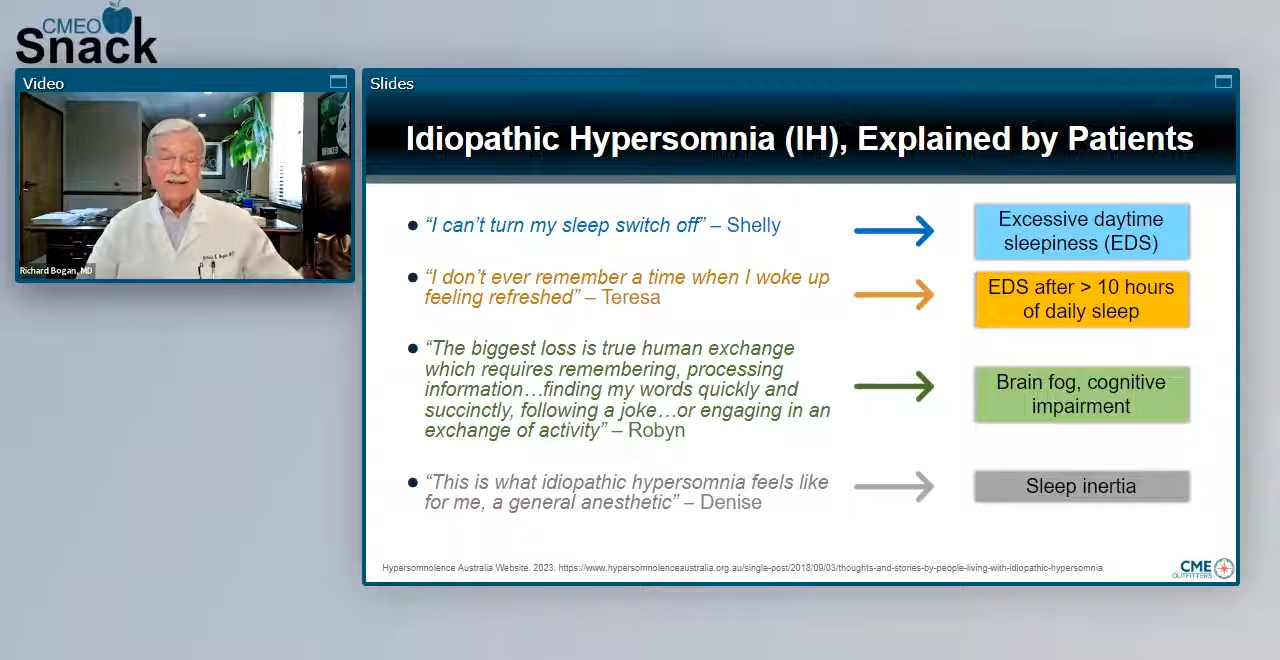 CMEO
Snack
Video
Richard Bogan, MD
Slides
Idiopathic Hypersomnia (IH), Explained by Patients
● “I can’t turn my sleep switch off” – Shelly
Excessive daytime
sleepiness (EDS)
● “I don’t ever remember a time when I woke up
feeling refreshed” – Teresa
EDS after > 10 hours
of daily sleep
● “The biggest loss is true human exchange
which requires remembering, processing
information…finding my words quickly and
succinctly, following a joke…or engaging in an
exchange of activity” – Robyn
Brain fog, cognitive
impairment
● “This is what idiopathic hypersomnia feels like
for me, a general anesthetic” – Denise
Sleep inertia
Hypersomnolence Australia Website. 2023. https://www.hypersomnolenceaustralia.org.au/single-post/2018/09/03/thoughts-and-stories-by-people-living-with-idiopathic-hypersomnia
CME
OUTFITTERS